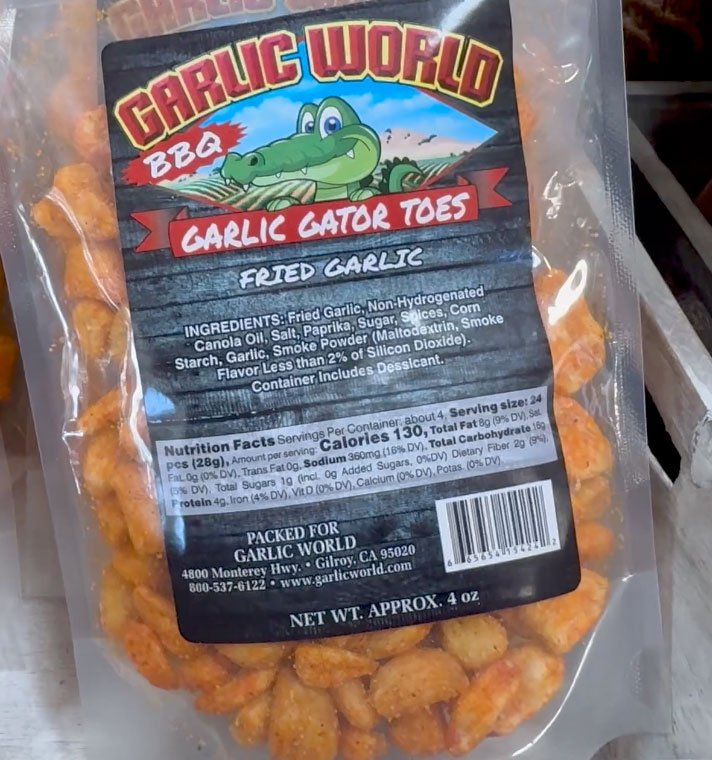 GARLIC WORLD
GARLIC WORLD
BBQ
GARLIC GATOR TOES
FRIED GARLIC
INGREDIENTS: Fried Garlic, Non-Hydrogenated
Canola Oil, Salt, Paprika, Sugar, Spices, Corn
Starch, Garlic, Smoke Powder (Maltodextrin, Smoke
Flavor Less than 2% of Silicon Dioxide).
Container Includes Dessicant.
Nutrition Facts Servings Per Container: about 4, Serving size: 24
pcs (28g), Amount per serving: Calories 130, Total Fat 8g (9% DV), Sat.
Fat. 0g (0% DV), Trans Fat 0g, Sodium 360mg (16% DV), Total Carbohydrate 18g
(5% DV), Total Sugars 1g (incl. 0g Added Sugars, 0%DV) Dietary Fiber 2g (9%),
Protein 4g, Iron (4% DV), Vit D (0% DV), Calcium (0% DV), Potas. (0% DV)
PACKED FOR
GARLIC WORLD
4800 Monterey Hwy. • Gilroy, CA 95020
800-537-6122 • www.garlicworld.com
NET WT. APPROX. 4 oz